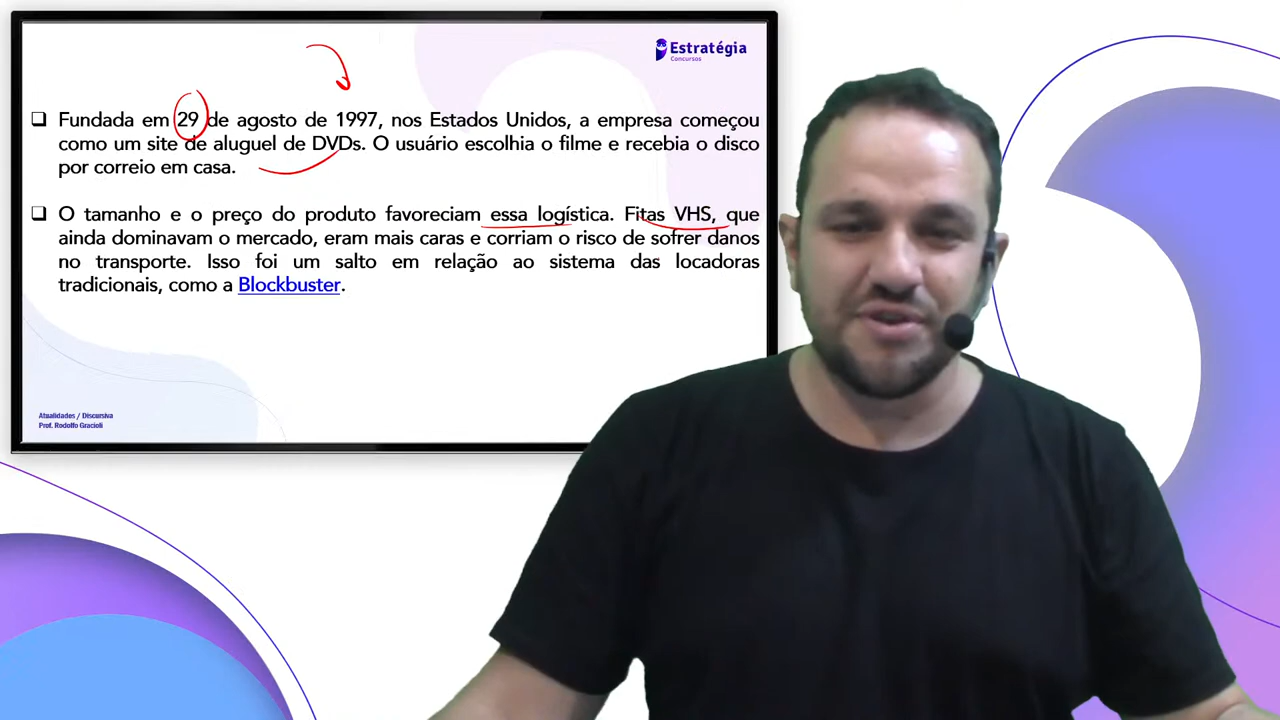 Estratégia
Concursos
❑ Fundada em 29 de agosto de 1997, nos Estados Unidos, a empresa começou
como um site de aluguel de DVDs. O usuário escolhia o filme e recebia o disco
por correio em casa.
❑ O tamanho e o preço do produto favoreciam essa logística. Fitas VHS, que
ainda dominavam o mercado, eram mais caras e corriam o risco de sofrer danos
no transporte. Isso foi um salto em relação ao sistema das locadoras
tradicionais, como a Blockbuster.
Atualidades / Discursiva
Prof. Rodolfo Gracioli